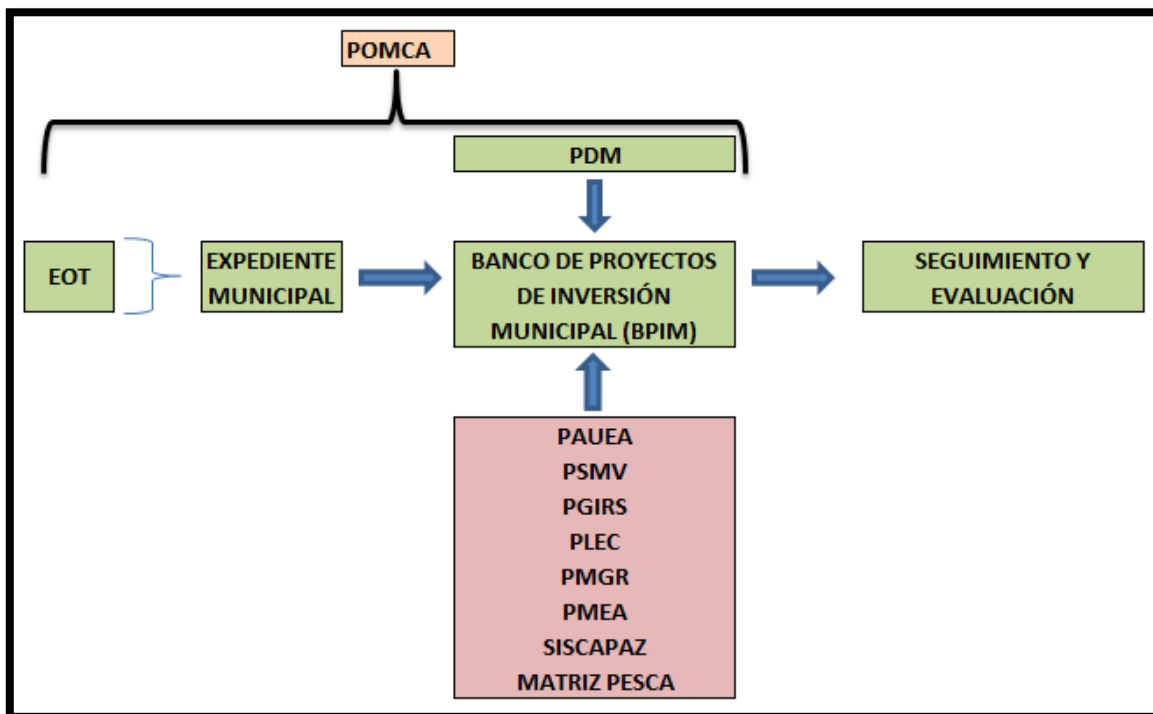 POMCA
PDM
EOT
EXPEDIENTE
MUNICIPAL
BANCO DE PROYECTOS
DE INVERSIÓN
MUNICIPAL (BPIM)
SEGUIMIENTO Y
EVALUACIÓN
PAUEA
PSMV
PGIRS
PLEC
PMGR
PMEA
SISCAPAZ
MATRIZ PESCA